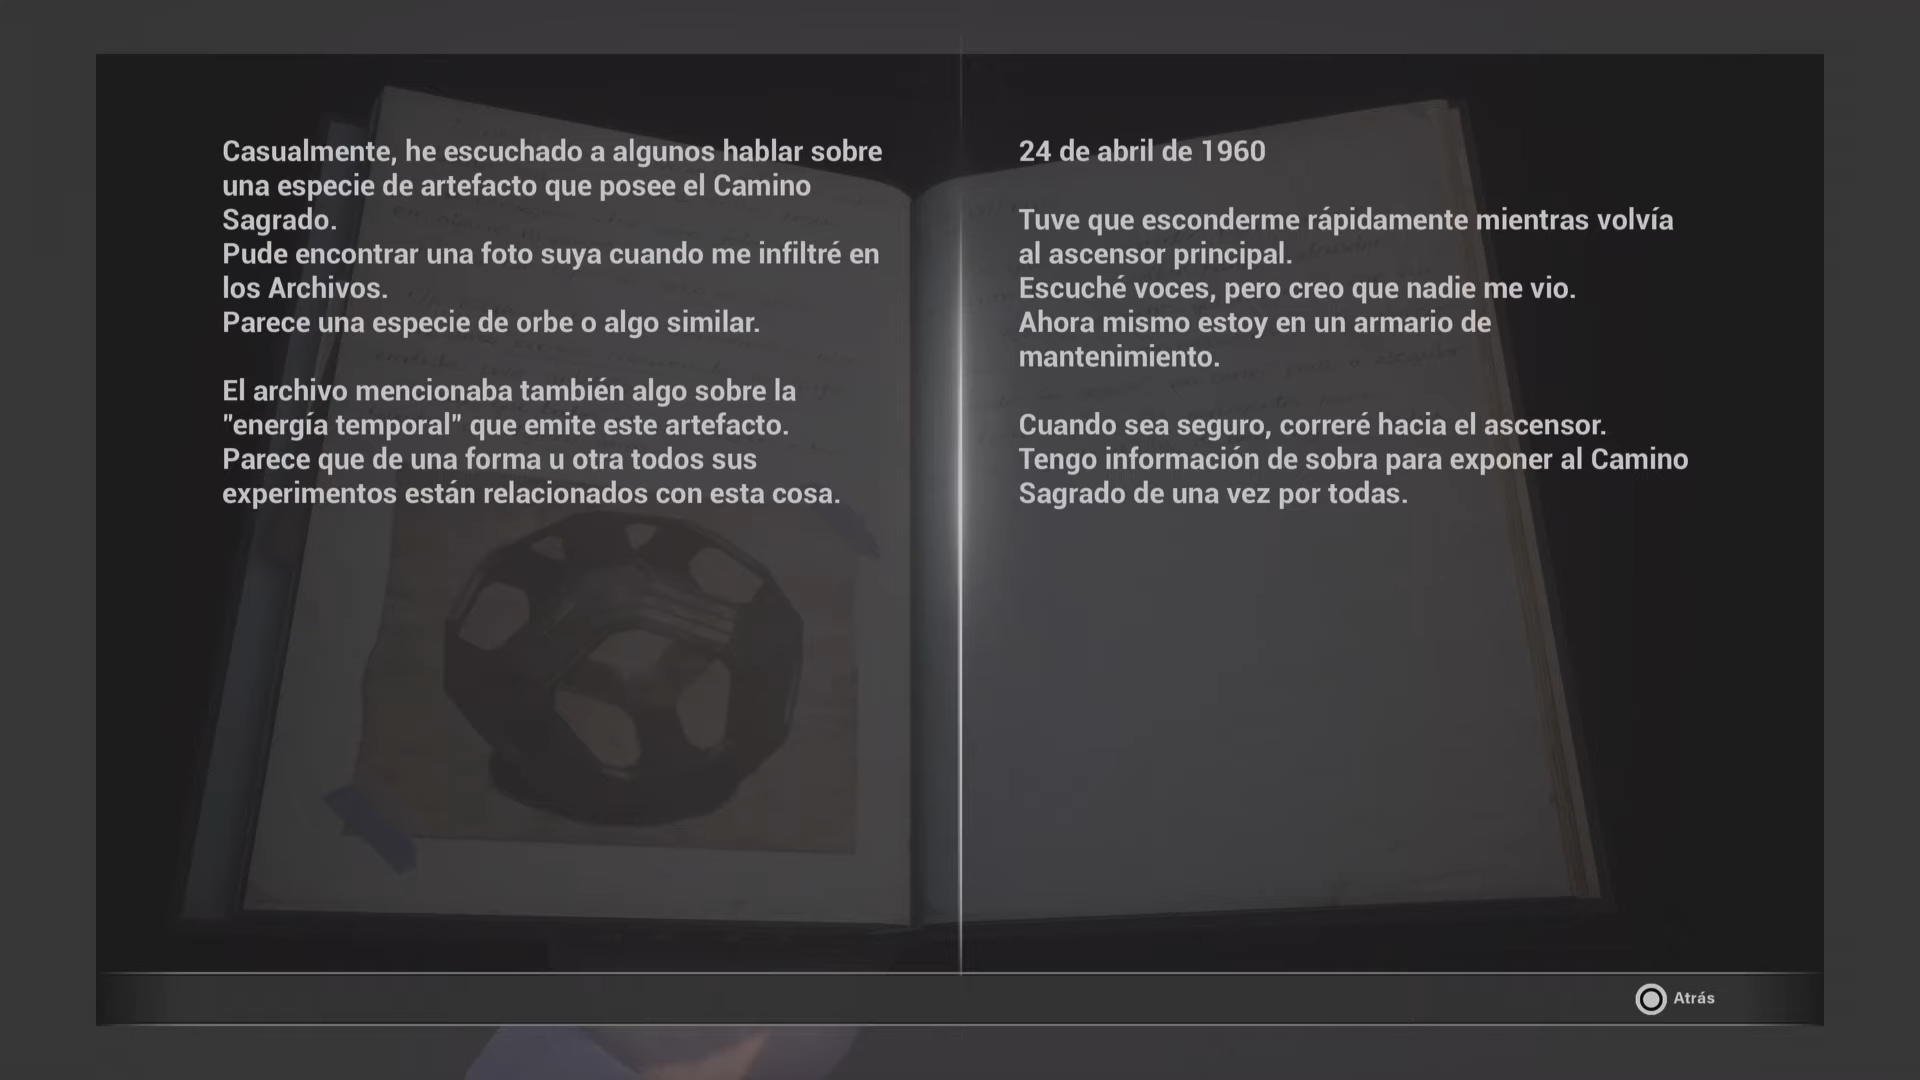 Casualmente, he escuchado a algunos hablar sobre
una especie de artefacto que posee el Camino
Sagrado.
Pude encontrar una foto suya cuando me infiltré en
los Archivos.
Parece una especie de orbe o algo similar.
El archivo mencionaba también algo sobre la
"energía temporal" que emite este artefacto.
Parece que de una forma u otra todos sus
experimentos están relacionados con esta cosa.
24 de abril de 1960
Tuve que esconderme rápidamente mientras volvía
al ascensor principal.
Escuché voces, pero creo que nadie me vio.
Ahora mismo estoy en un armario de
mantenimiento.
Cuando sea seguro, correré hacia el ascensor.
Tengo información de sobra para exponer al Camino
Sagrado de una vez por todas.
Atrás